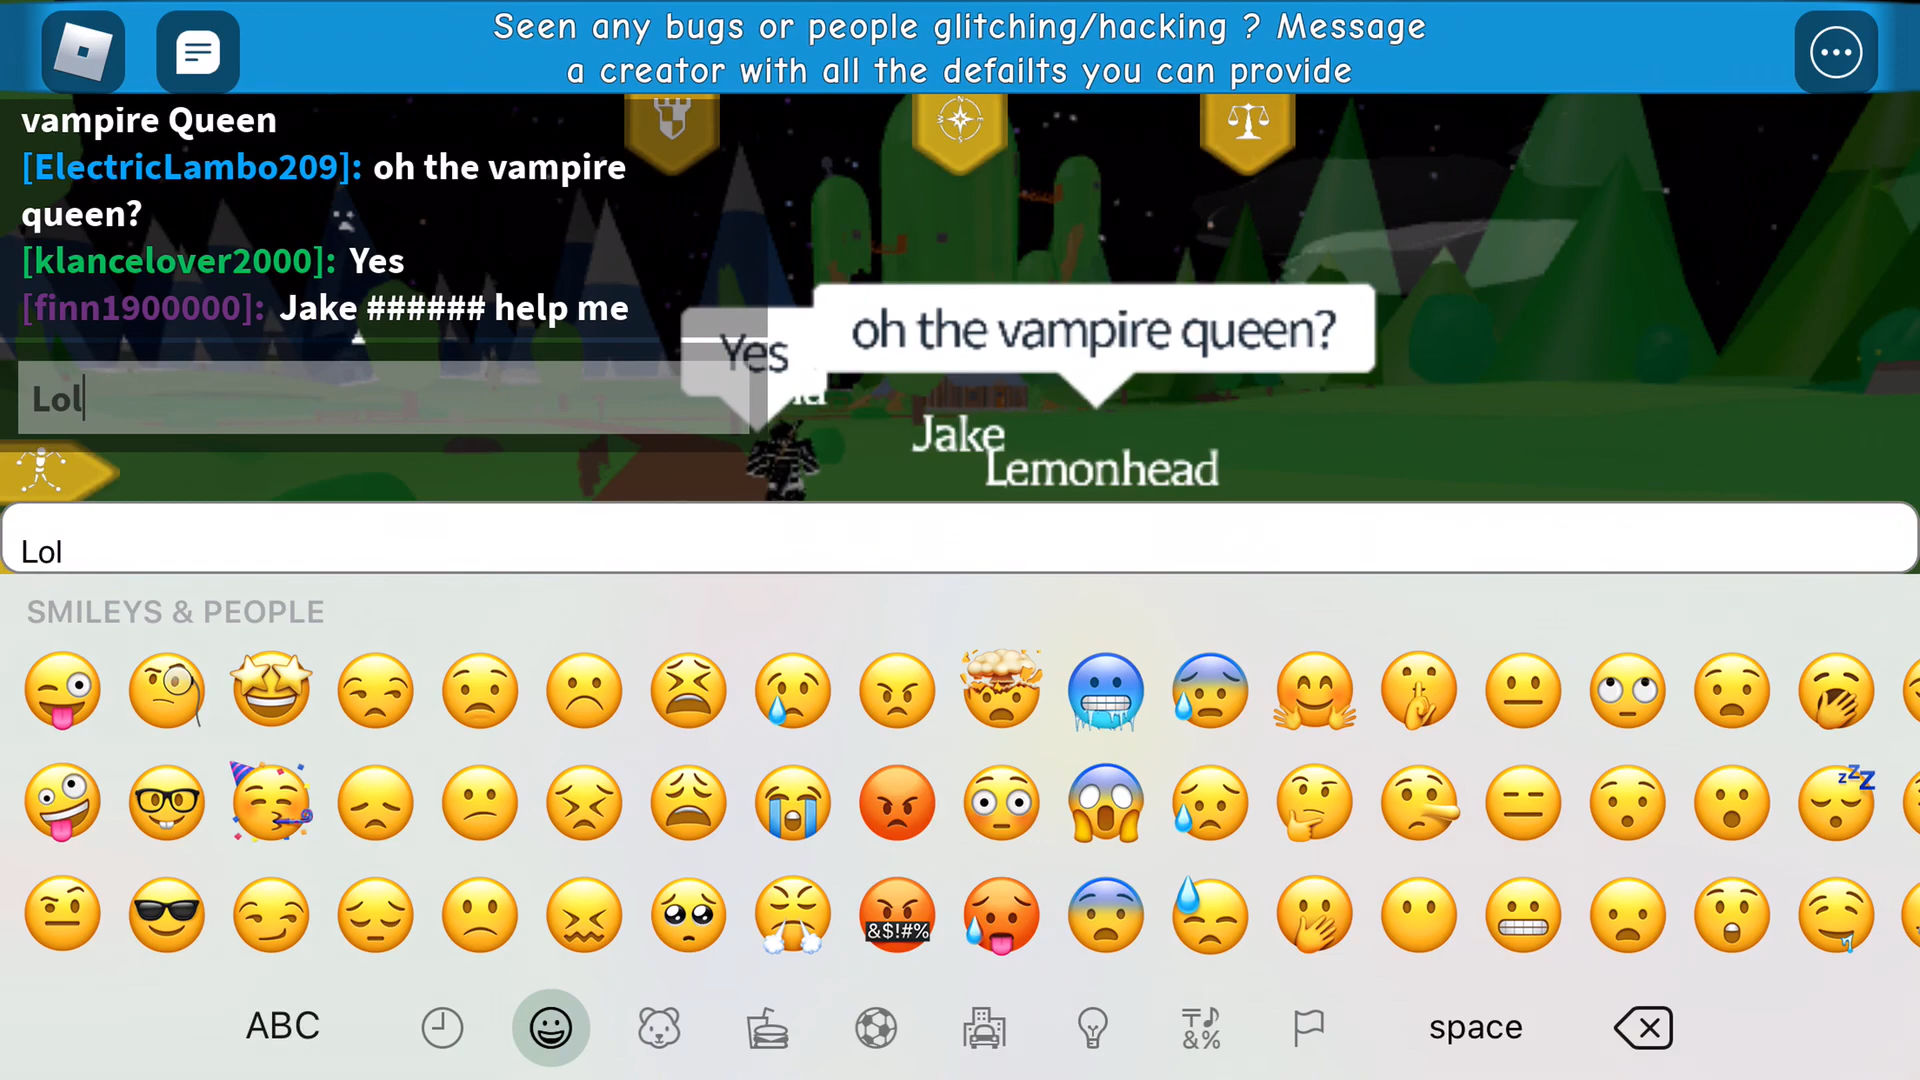 Seen any bugs or people glitching/hacking ? Message
a creator with all the defailts you can provide
vampire Queen
[ElectricLambo209]: oh the vampire
queen?
[klancelover2000]: Yes
[finn1900000]: Jake ###### help me
Lol
Yes
oh the vampire queen?
Jake
Lemonhead
Lol
SMILEYS & PEOPLE
&$!#%
ABC
space